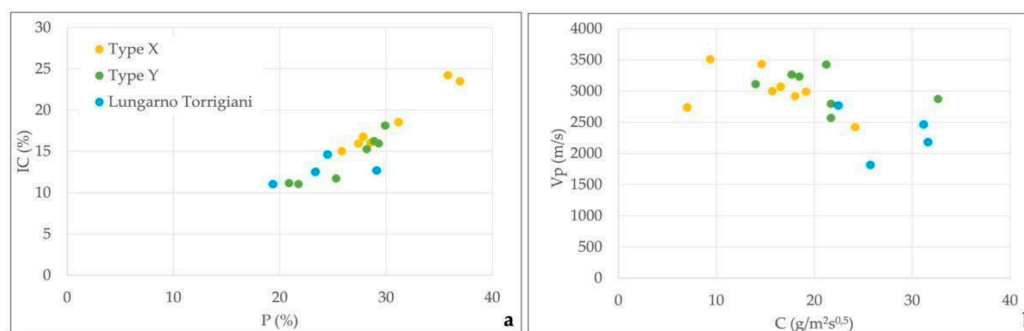 30
25
20
15
10
5
0
IC (%)
Type X
Type Y
Lungarno Torrigiani
0 10 20 30 40
P (%)
a
4000
3500
3000
2500
2000
1500
1000
500
0
Vp (m/s)
0 10 20 30 40
C (g/m²s⁰,⁵)